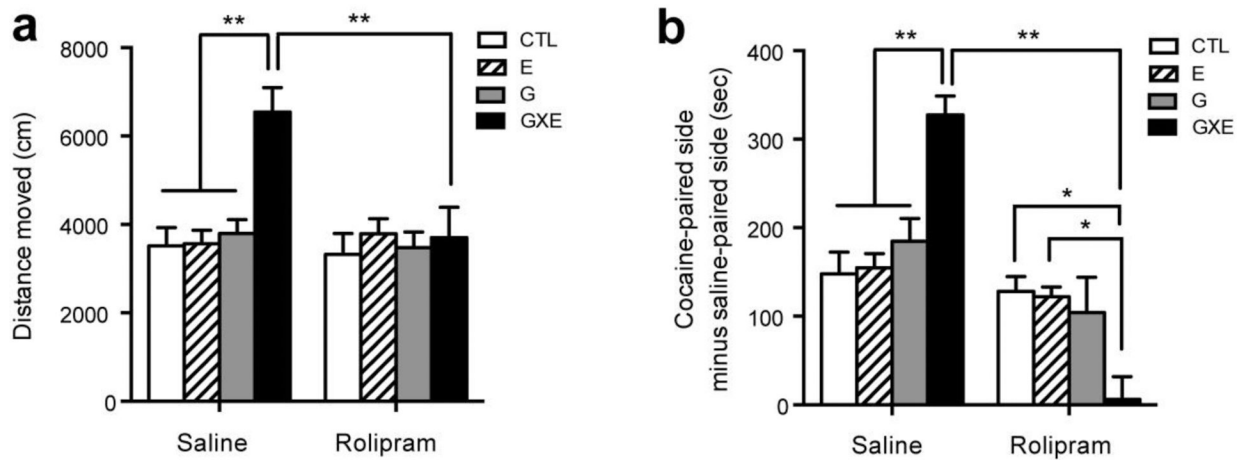 a
Distance moved (cm)
8000
6000
4000
2000
0
**
**
CTL
E
G
GXE
Saline
Rolipram
b
Cocaine-paired side
minus saline-paired side (sec)
400
300
200
100
0
**
**
*
*
CTL
E
G
GXE
Saline
Rolipram